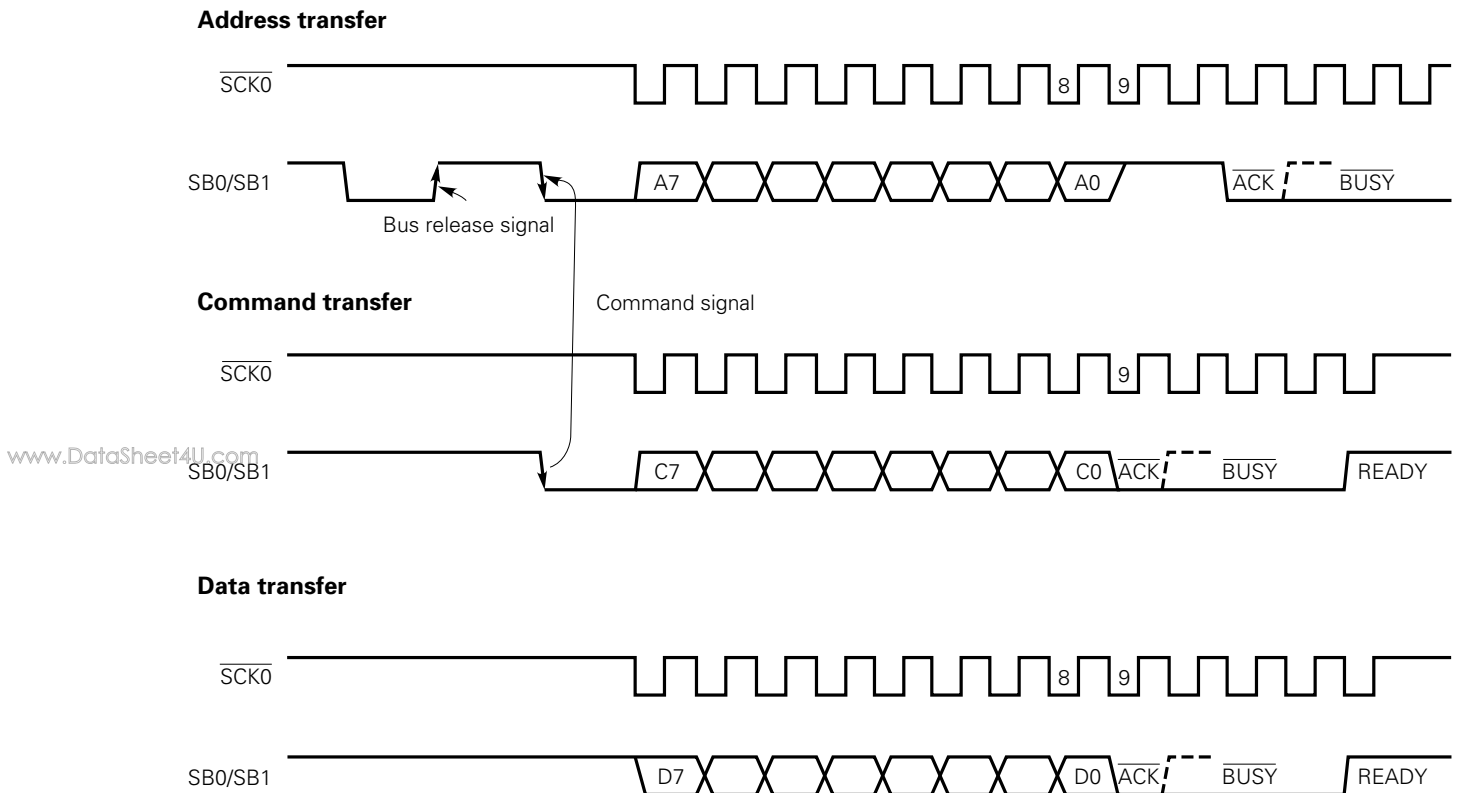 Address transfer
SCK0
8 9
SB0/SB1 A7 A0 ACK BUSY
Bus release signal
Command transfer Command signal
SCK0
9
www.DataSheet4U.com
SB0/SB1 C7 C0 ACK BUSY READY
Data transfer
SCK0
8 9
SB0/SB1 D7 D0 ACK BUSY READY